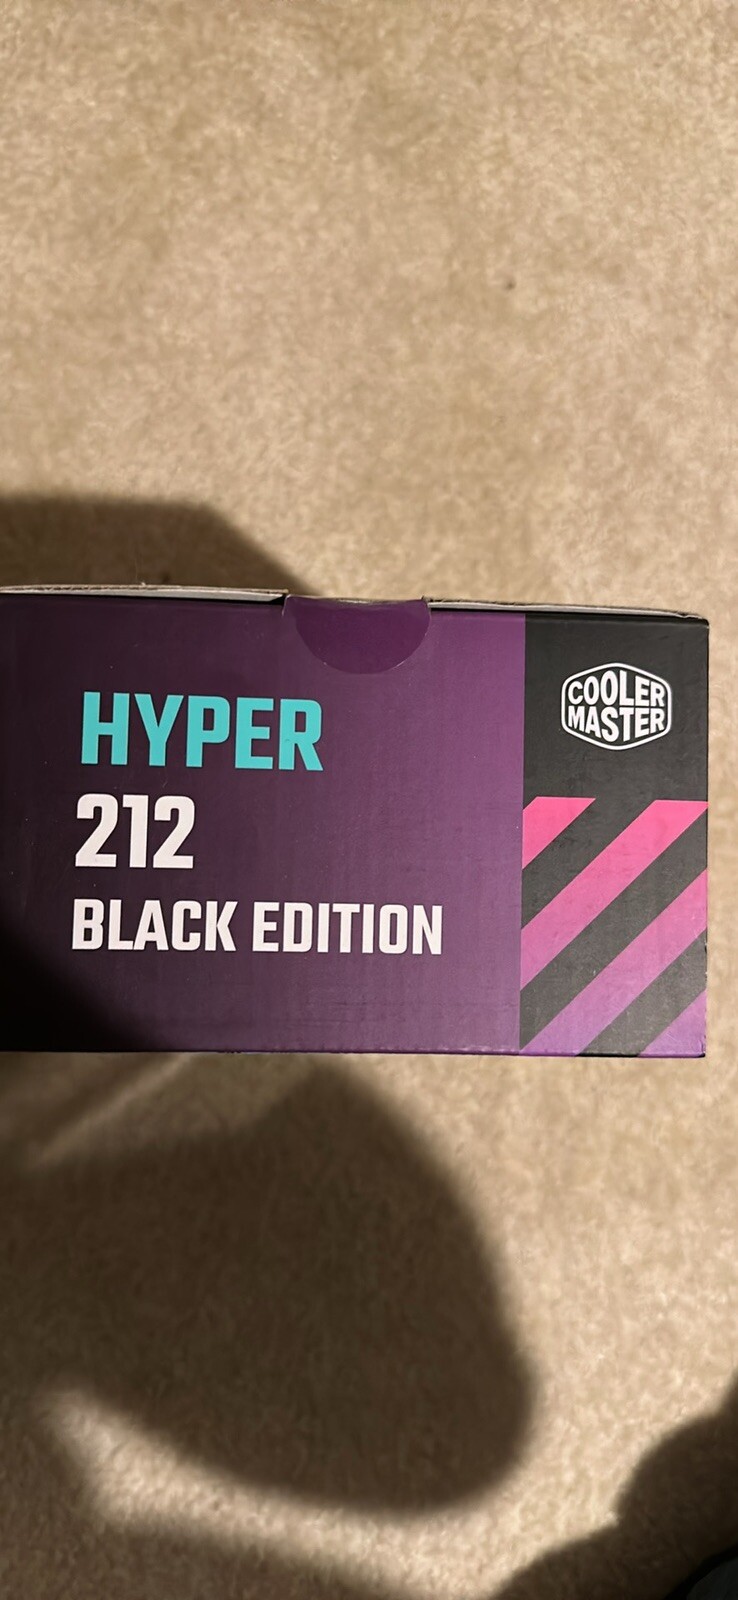 HYPER
212
BLACK EDITION
COOLER
MASTER